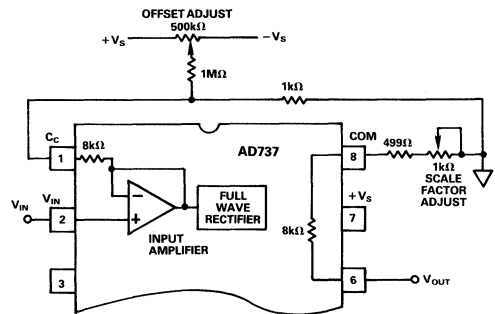 OFFSET ADJUST
500kΩ
+VS
−VS
1MΩ
1kΩ
CC
8kΩ
AD737
COM
1
8
499Ω
1kΩ
SCALE
FACTOR
ADJUST
VIN
VIN
2
−
+
FULL
WAVE
RECTIFIER
+VS
7
INPUT
AMPLIFIER
8kΩ
3
6
VOUT